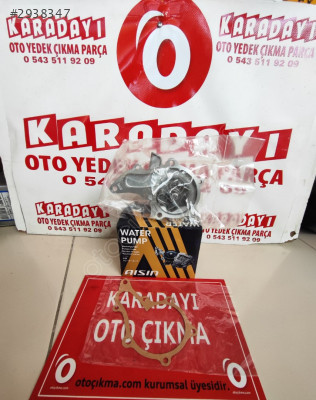 #2938347
KARADAYI
OTO YEDEK ÇIKMA PARÇA
0 543 511 92 09
KARADAYI
OTO YEDEK ÇIKMA PARÇA
0 543 511 92 09
KARADAYI
OTO YEDEK ÇIKMA PARÇA
0 543
KARADAYI
OTO YEDEK ÇIKMA PARÇA
0 543 511 92 09
KARADAYI
OTO YEDEK ÇIKMA PARÇA
0 543 511 92 09
WATER
PUMP
AISIN
KARADAYI
OTO ÇIKMA
otoçıkma.com kurumsal üyesidir.